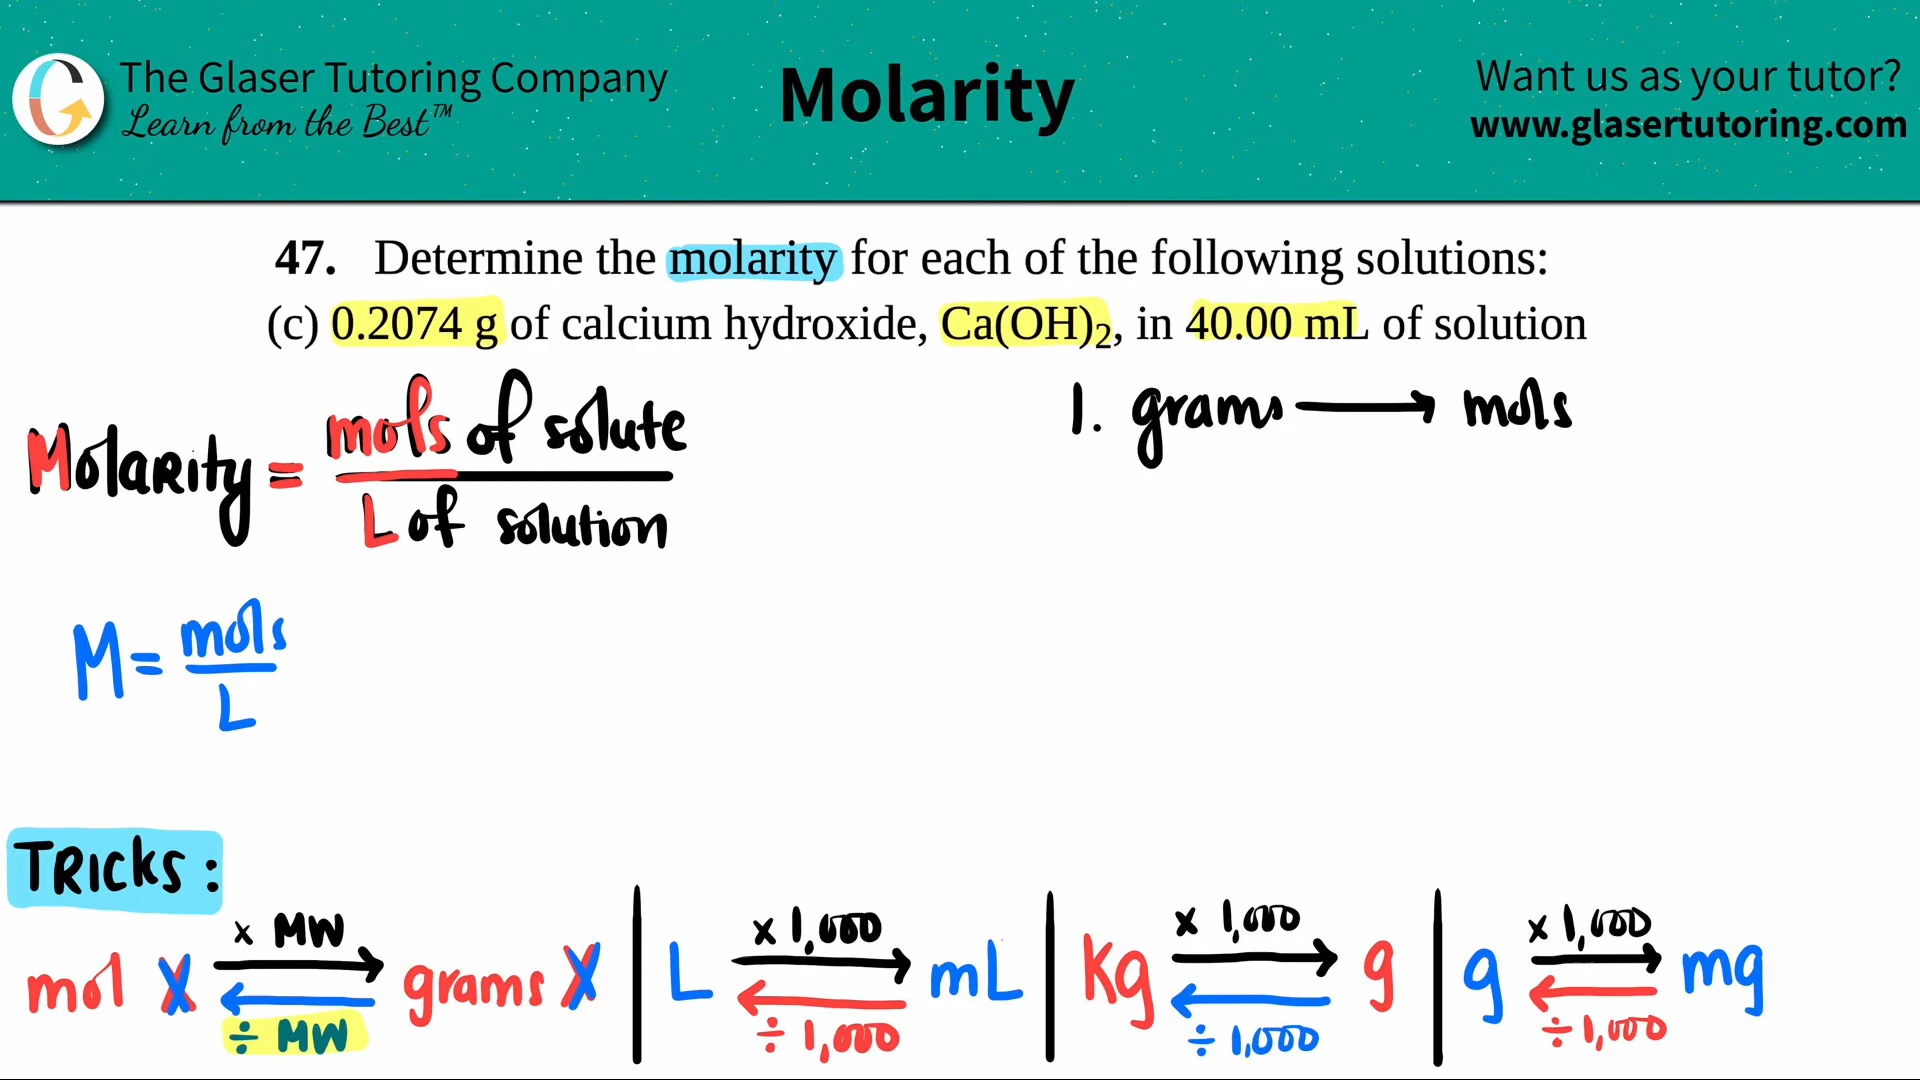 The Glaser Tutoring Company
Learn from the Best™
Molarity
Want us as your tutor?
www.glasertutoring.com
47. Determine the molarity for each of the following solutions:
(c) 0.2074 g of calcium hydroxide, Ca(OH)₂, in 40.00 mL of solution
Molarity = mols of solute
L of solution
1. grams → mols
M = mols
L
TRICKS:
x MW
mol X → grams X
← ÷ MW
x 1,000
L → mL
← ÷ 1,000
x 1,000
Kg → g
← ÷ 1,000
x 1,000
g → mg
← ÷ 1,000